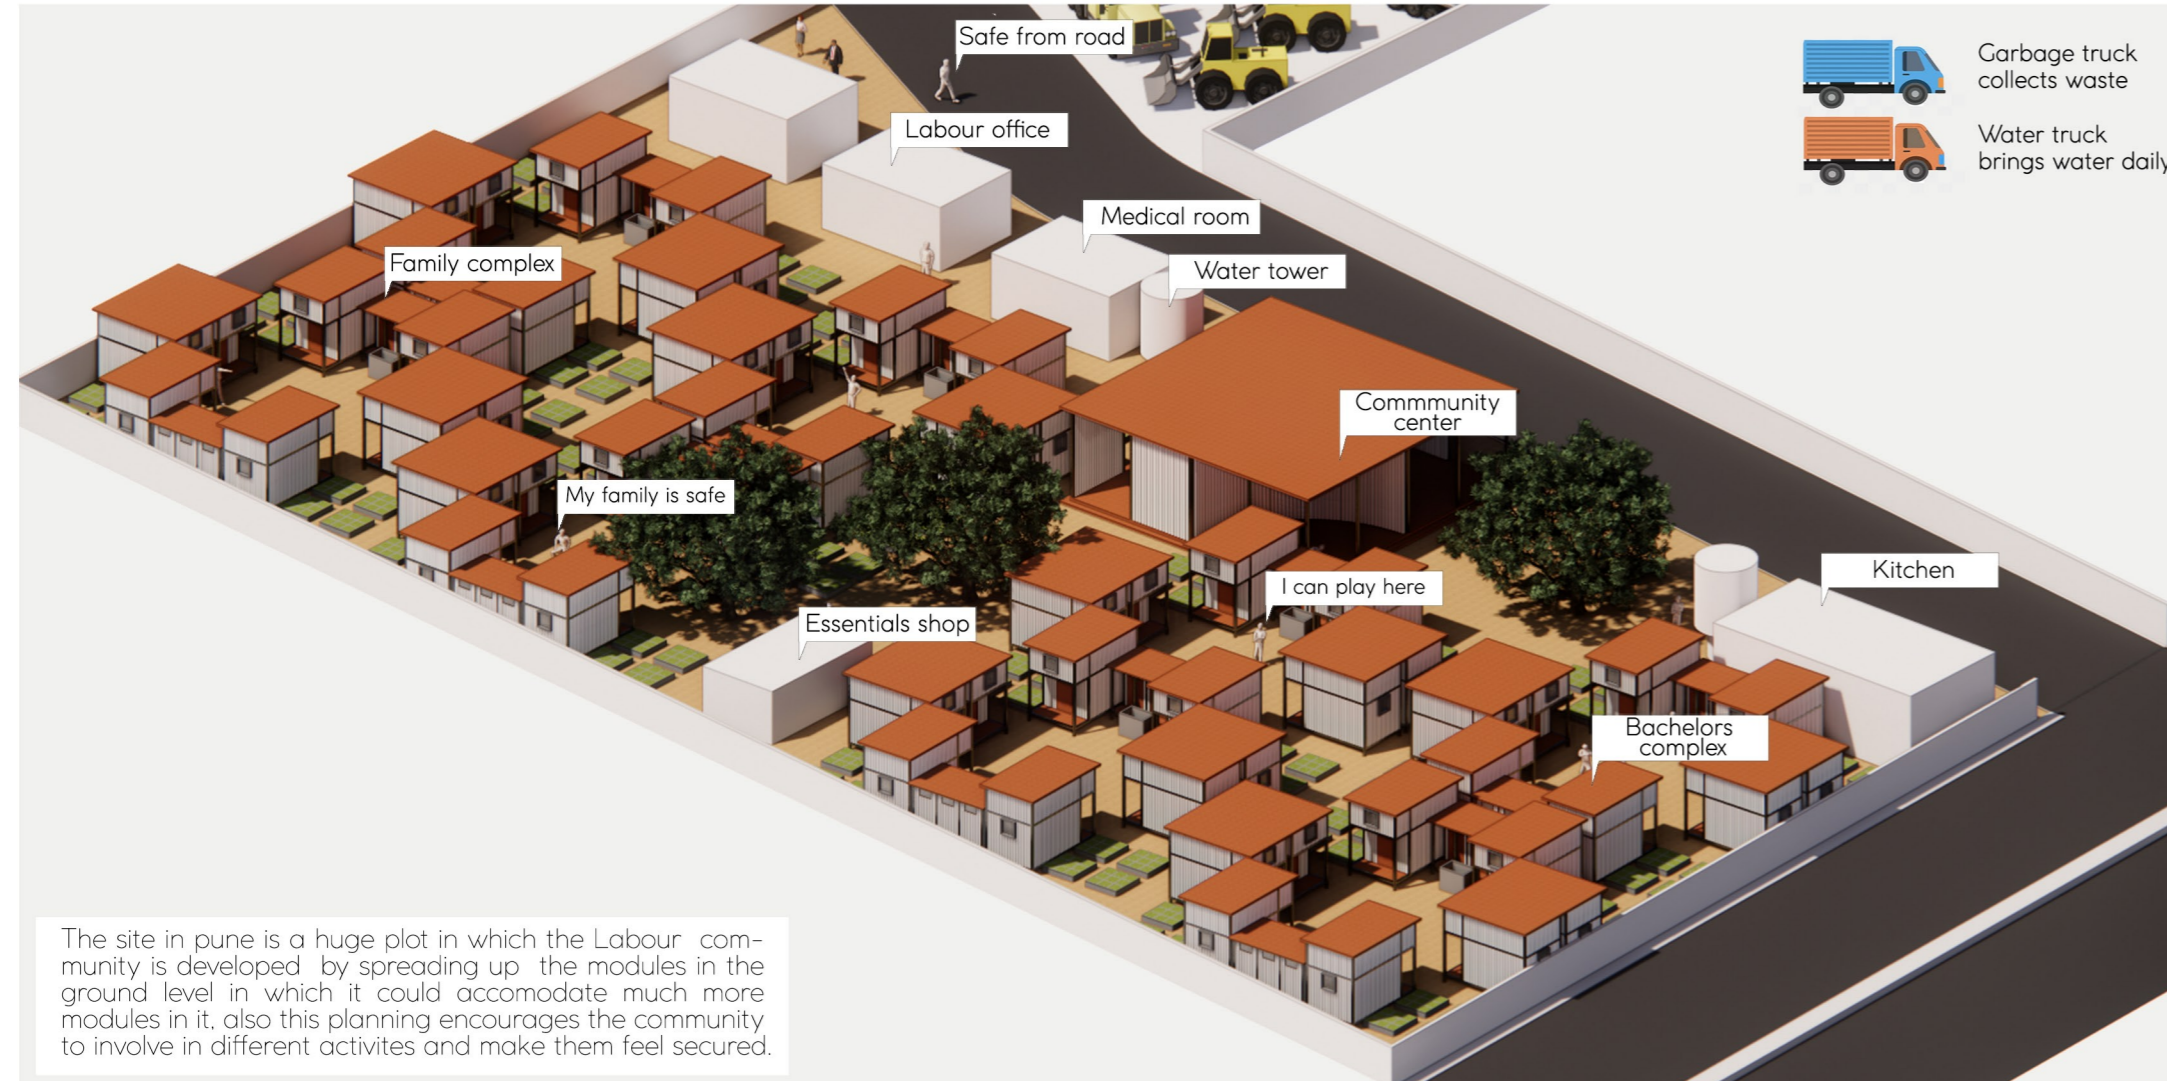 Safe from road
Garbage truck
collects waste
Labour office
Water truck
brings water daily
Medical room
Family complex
Water tower
Commmunity
center
My family is safe
Kitchen
I can play here
Essentials shop
Bachelors
complex
The site in pune is a huge plot in which the Labour com-
munity is developed by spreading up the modules in the
ground level in which it could accomodate much more
modules in it, also this planning encourages the community
to involve in different activites and make them feel secured.